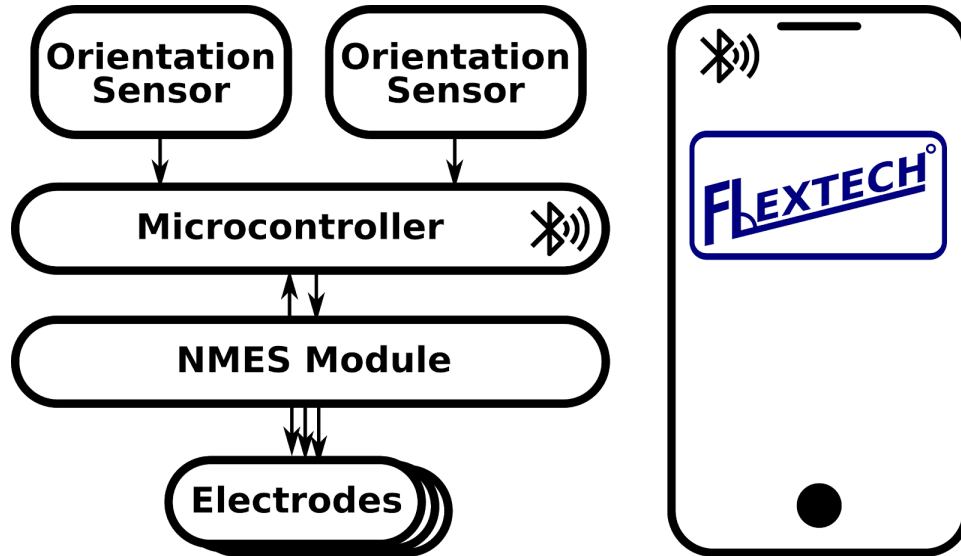 Orientation
Sensor
Orientation
Sensor
Microcontroller
NMES Module
Electrodes
FLEXTECH°